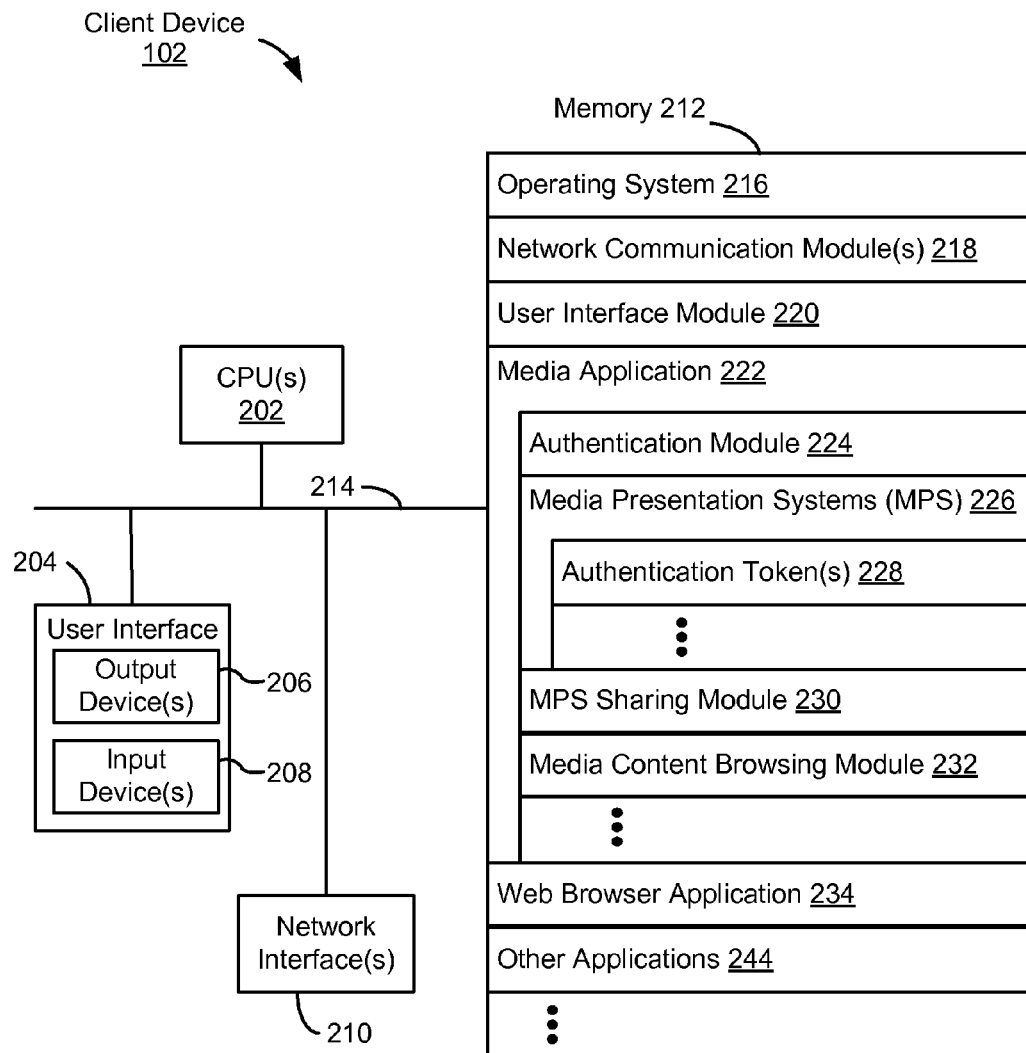 Client Device
102
Memory 212
Operating System 216
Network Communication Module(s) 218
User Interface Module 220
Media Application 222
Authentication Module 224
Media Presentation Systems (MPS) 226
Authentication Token(s) 228
MPS Sharing Module 230
Media Content Browsing Module 232
Web Browser Application 234
Other Applications 244
CPU(s)
202
214
204
User Interface
Output
Device(s)
206
Input
Device(s)
208
Network
Interface(s)
210